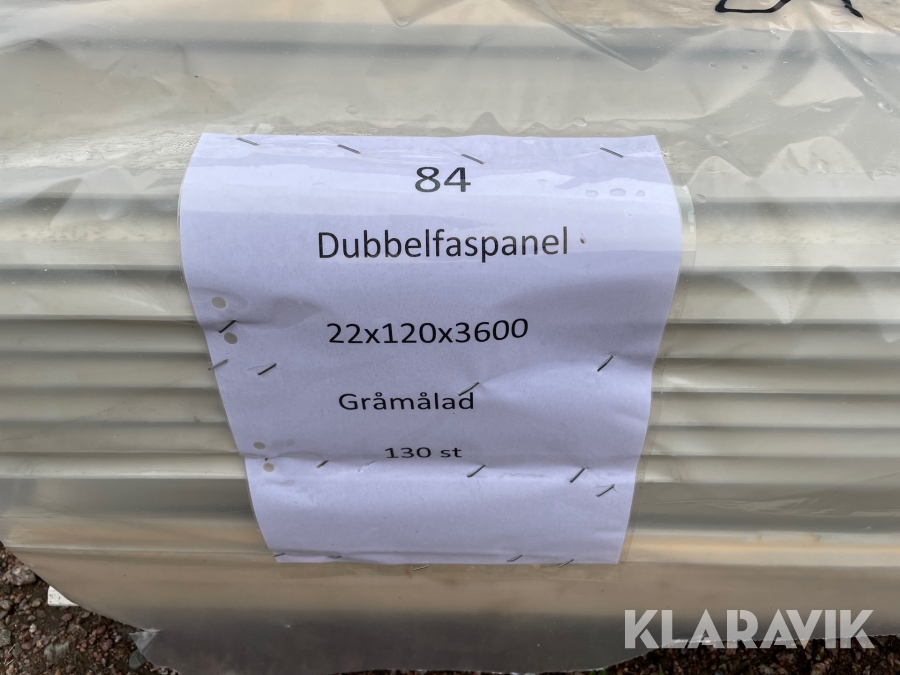 84
Dubbelfaspanel
22x120x3600
Gråmålad
130 st
KLARAVIK